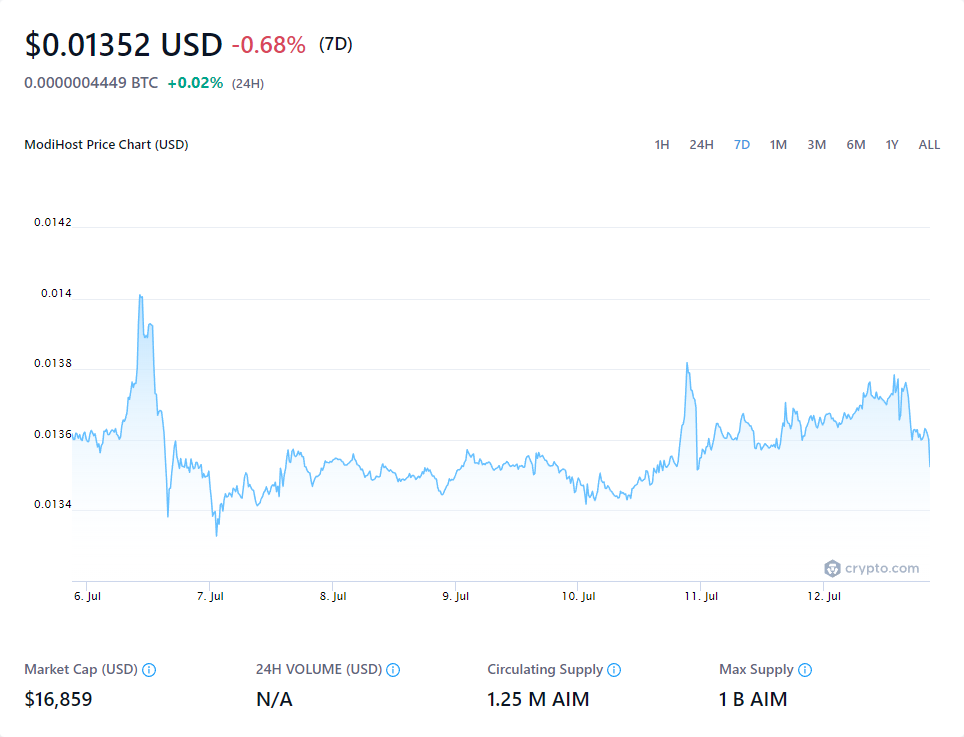 $0.01352 USD -0.68% (7D)
0.0000004449 BTC +0.02% (24H)
ModiHost Price Chart (USD) 1H 24H 7D 1M 3M 6M 1Y ALL
0.0142
0.014
0.0138
0.0136
0.0134
crypto.com
6. Jul 7. Jul 8. Jul 9. Jul 10. Jul 11. Jul 12. Jul
Market Cap (USD) 24H VOLUME (USD) Circulating Supply Max Supply
$16,859 N/A 1.25 M AIM 1 B AIM